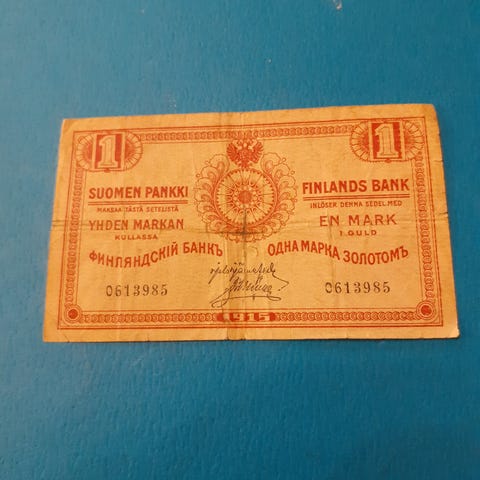 1 1
SUOMEN PANKKI
MAKSAA TÄSTÄ SETELISTÄ
YHDEN MARKAN
KULLASSA
FINLANDS BANK
INLÖSER DENNA SEDEL MED
EN MARK
I GULD
ФИНЛЯНДСКІЙ БАНКЪ ОДНА МАРКА ЗОЛОТОМЪ
0613985 0613985
1915